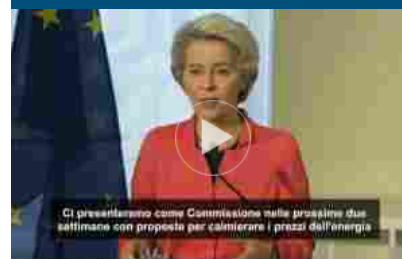 Ci presenteremo come Commissione nelle prossime due
settimane con proposte per calmierare i prezzi dell'energia